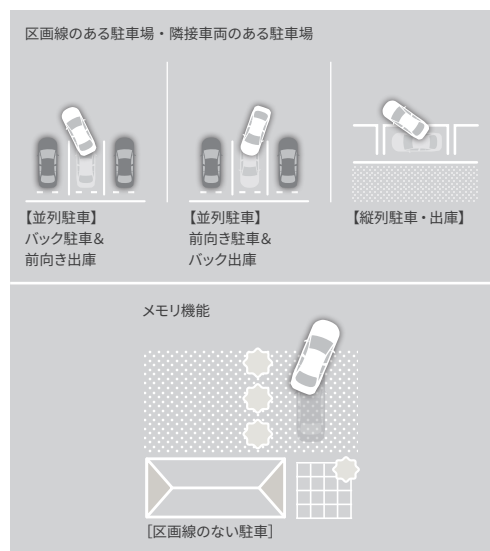 区画線のある駐車場・隣接車両のある駐車場
【並列駐車】
バック駐車&
前向き出庫
【並列駐車】
前向き駐車&
バック出庫
【縦列駐車・出庫】
メモリ機能
[区画線のない駐車]